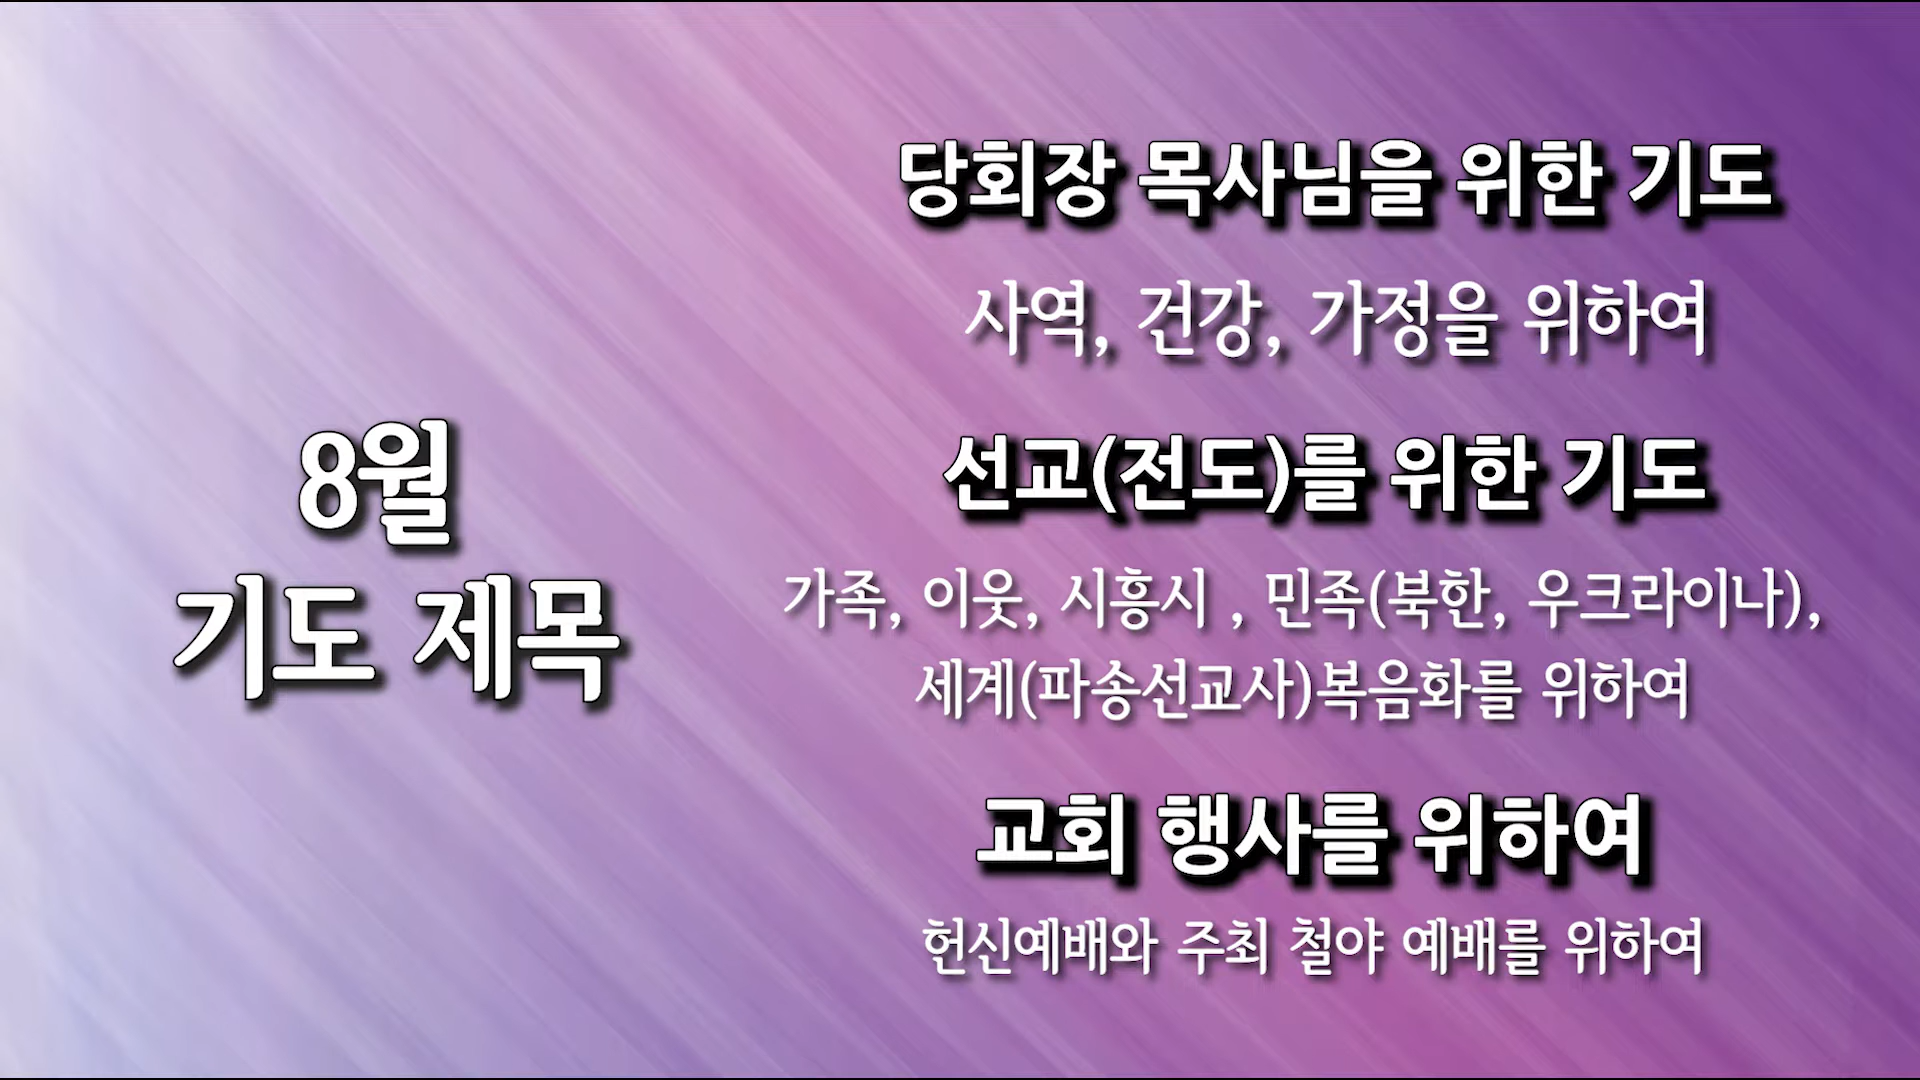 8월
기도 제목
당회장 목사님을 위한 기도
사역, 건강, 가정을 위하여
선교(전도)를 위한 기도
가족, 이웃, 시흥시 , 민족(북한, 우크라이나),
세계(파송선교사)복음화를 위하여
교회 행사를 위하여
헌신예배와 주최 철야 예배를 위하여